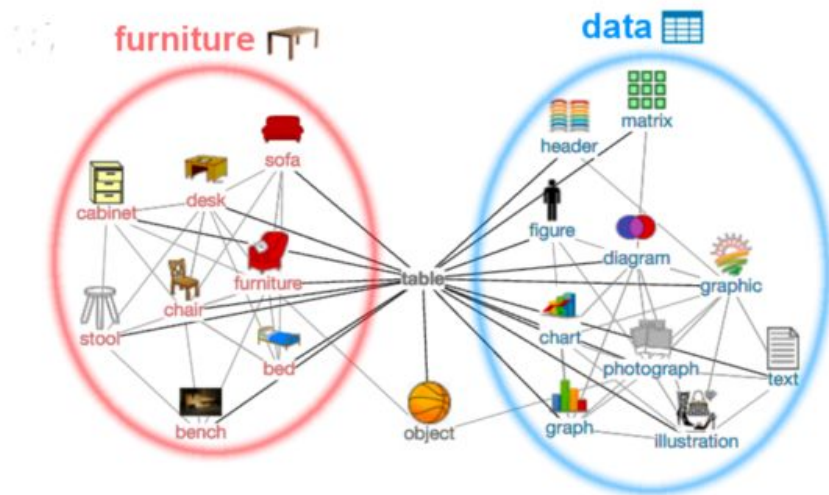 furniture
data
matrix
header
sofa
desk
cabinet
figure
diagram
furniture
table
graphic
chair
stool
chart
bed
photograph
text
bench
object
graph
illustration